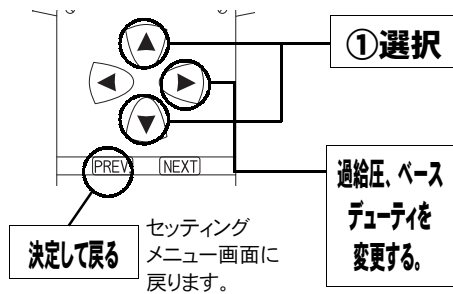 ①選択
PREV
NEXT
過給圧、ベース
デューティを
変更する。
決定して戻る
セッティング
メニュー画面に
戻ります。